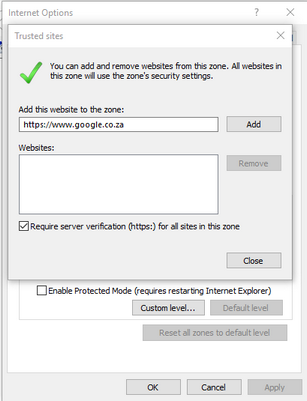 Internet Options
Trusted sites
You can add and remove websites from this zone. All websites in
this zone will use the zone's security settings.
Add this website to the zone:
https://www.google.co.za
Add
Websites:
Remove
Require server verification (https:) for all sites in this zone
Close
Enable Protected Mode (requires restarting Internet Explorer)
Custom level...
Default level
Reset all zones to default level
OK
Cancel
Apply